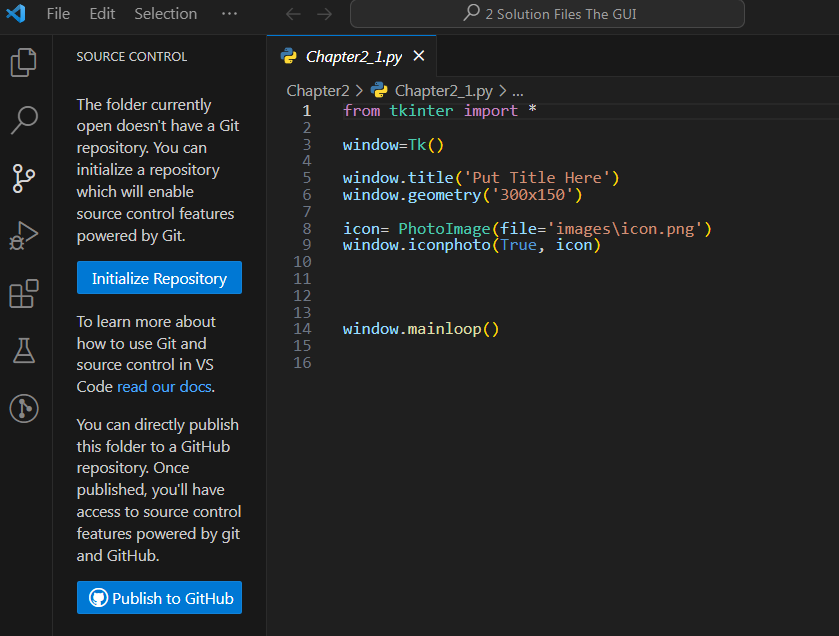 File Edit Selection ··· 2 Solution Files The GUI
SOURCE CONTROL
The folder currently
open doesn't have a Git
repository. You can
initialize a repository
which will enable
source control features
powered by Git.
Initialize Repository
To learn more about
how to use Git and
source control in VS
Code read our docs.
You can directly publish
this folder to a GitHub
repository. Once
published, you'll have
access to source control
features powered by git
and GitHub.
Publish to GitHub
Chapter2_1.py
Chapter2 > Chapter2_1.py > ...
1 from tkinter import *
2
3 window=Tk()
4
5 window.title('Put Title Here')
6 window.geometry('300x150')
7
8 icon= PhotoImage(file='images\icon.png')
9 window.iconphoto(True, icon)
10
11
12
13
14 window.mainloop()
15
16